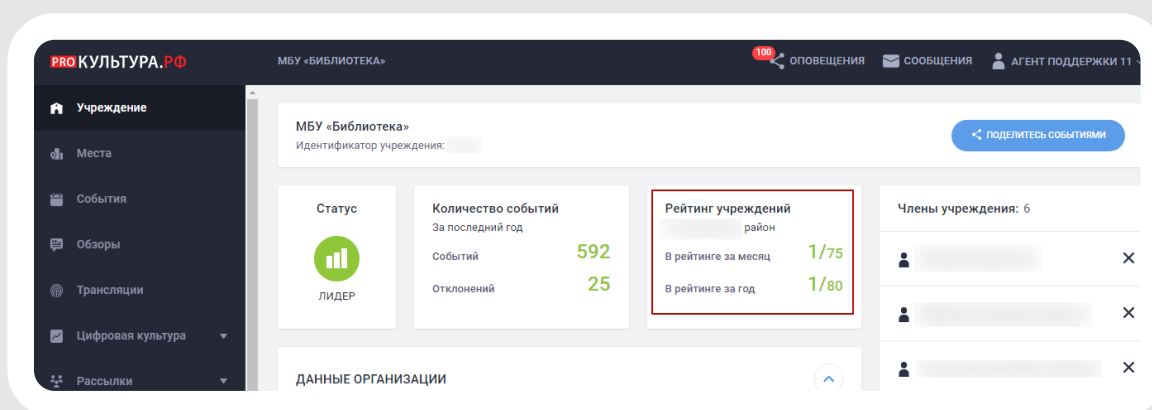 PRO КУЛЬТУРА.РФ
МБУ «БИБЛИОТЕКА»
100
ОПОВЕЩЕНИЯ
СООБЩЕНИЯ
АГЕНТ ПОДДЕРЖКИ 11
Учреждение
Места
События
Обзоры
Трансляции
Цифровая культура
Рассылки
МБУ «Библиотека»
Идентификатор учреждения:
ПОДЕЛИТЕСЬ СОБЫТИЯМИ
Статус
ЛИДЕР
Количество событий
За последний год
Событий 592
Отклонений 25
Рейтинг учреждений
район
В рейтинге за месяц 1/75
В рейтинге за год 1/80
Члены учреждения: 6
ДАННЫЕ ОРГАНИЗАЦИИ